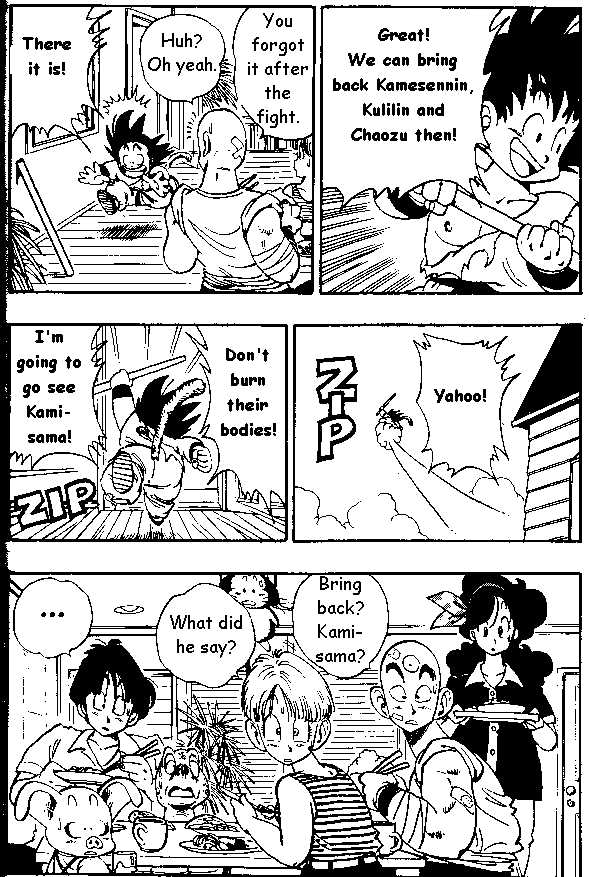 There
it is!
Huh?
Oh yeah.
You
forgot
it after
the
fight.
Great!
We can bring
back Kamesennin,
Kulilin and
Chaozu then!
I'm
going to
go see
Kami-
sama!
Don't
burn
their
bodies!
ZIP
ZIP
Yahoo!
...
What did
he say?
Bring
back?
Kami-
sama?